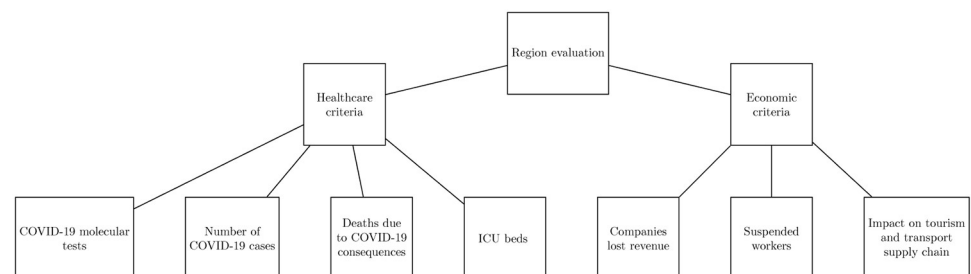 Region evaluation
Healthcare
criteria
Economic
criteria
COVID-19 molecular
tests
Number of
COVID-19 cases
Deaths due
to COVID-19
consequences
ICU beds
Companies
lost revenue
Suspended
workers
Impact on tourism
and transport
supply chain